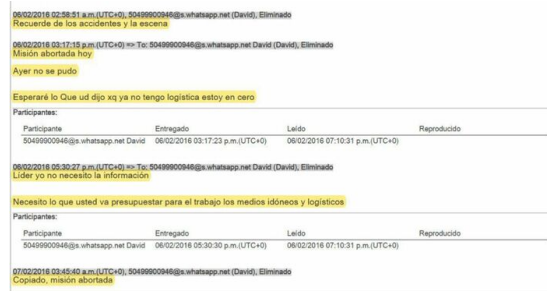 06/02/2016 02:58:51 a.m.(UTC+0), 50499900946@s.whatsapp.net (David), Eliminado
Recuerde de los accidentes y la escena
06/02/2016 03:17:15 p.m.(UTC+0) => To: 50499900946@s.whatsapp.net David (David), Eliminado
Misión abortada hoy
Ayer no se pudo
Esperaré lo Que ud dijo xq ya no tengo logística estoy en cero
Participantes:
Participante Entregado Leído Reproducido
50499900946@s.whatsapp.net David 06/02/2016 03:17:23 p.m.(UTC+0) 06/02/2016 07:10:31 p.m.(UTC+0)
06/02/2016 05:30:27 p.m.(UTC+0) => To: 50499900946@s.whatsapp.net David (David), Eliminado
Líder yo no necesito la información
Necesito lo que usted va presupuestar para el trabajo los medios idóneos y logísticos
Participantes:
Participante Entregado Leído Reproducido
50499900946@s.whatsapp.net David 06/02/2016 05:30:30 p.m.(UTC+0) 06/02/2016 07:10:31 p.m.(UTC+0)
07/02/2016 03:45:40 a.m.(UTC+0), 50499900946@s.whatsapp.net (David), Eliminado
Copiado, misión abortada